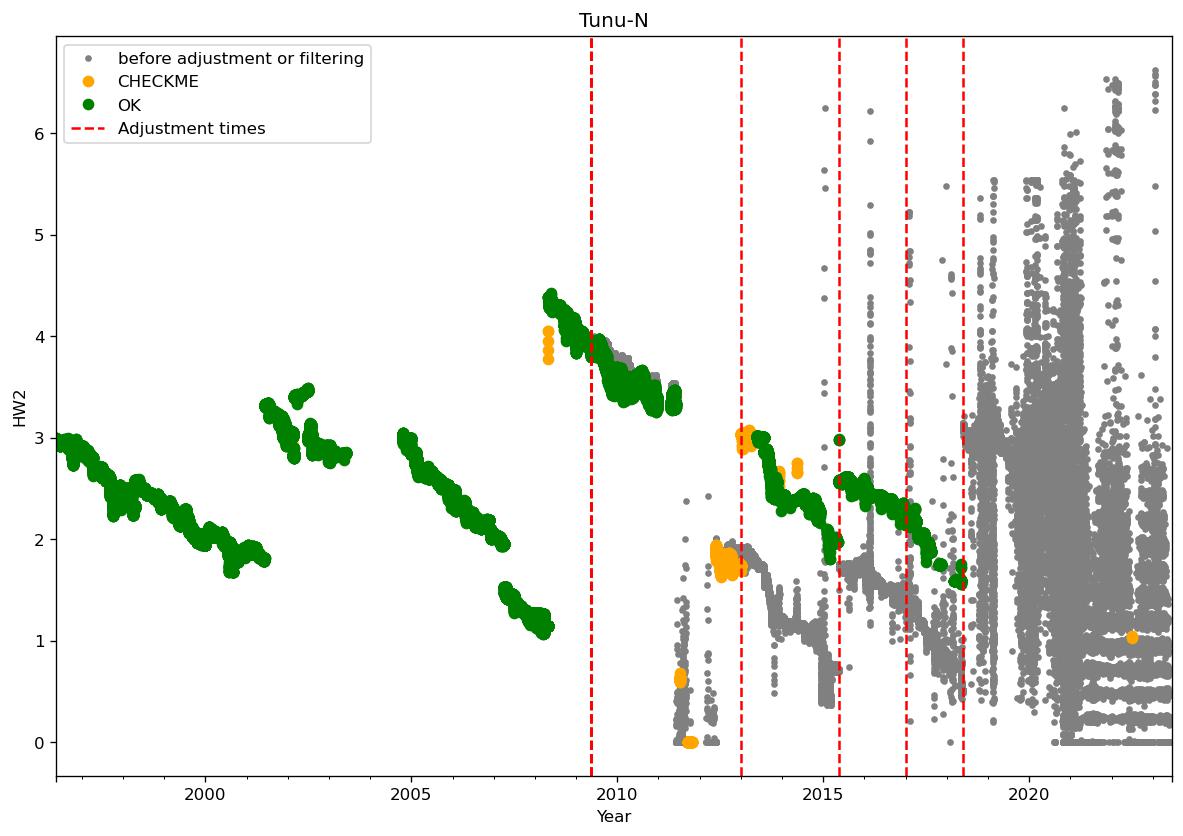 Tunu-N
before adjustment or filtering
CHECKME
OK
Adjustment times
HW2
6
5
4
3
2
1
0
2000
2005
2010
2015
2020
Year